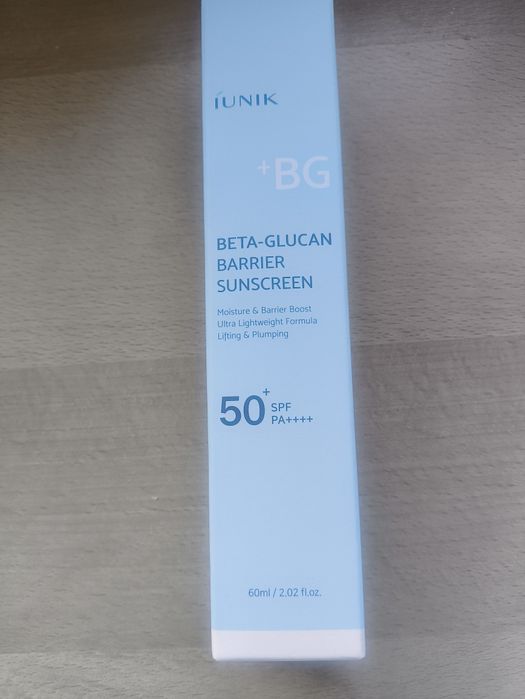 iUNIK
+BG
BETA-GLUCAN
BARRIER
SUNSCREEN
Moisture & Barrier Boost
Ultra Lightweight Formula
Lifting & Plumping
50+ SPF
PA++++
60ml / 2.02 fl.oz.